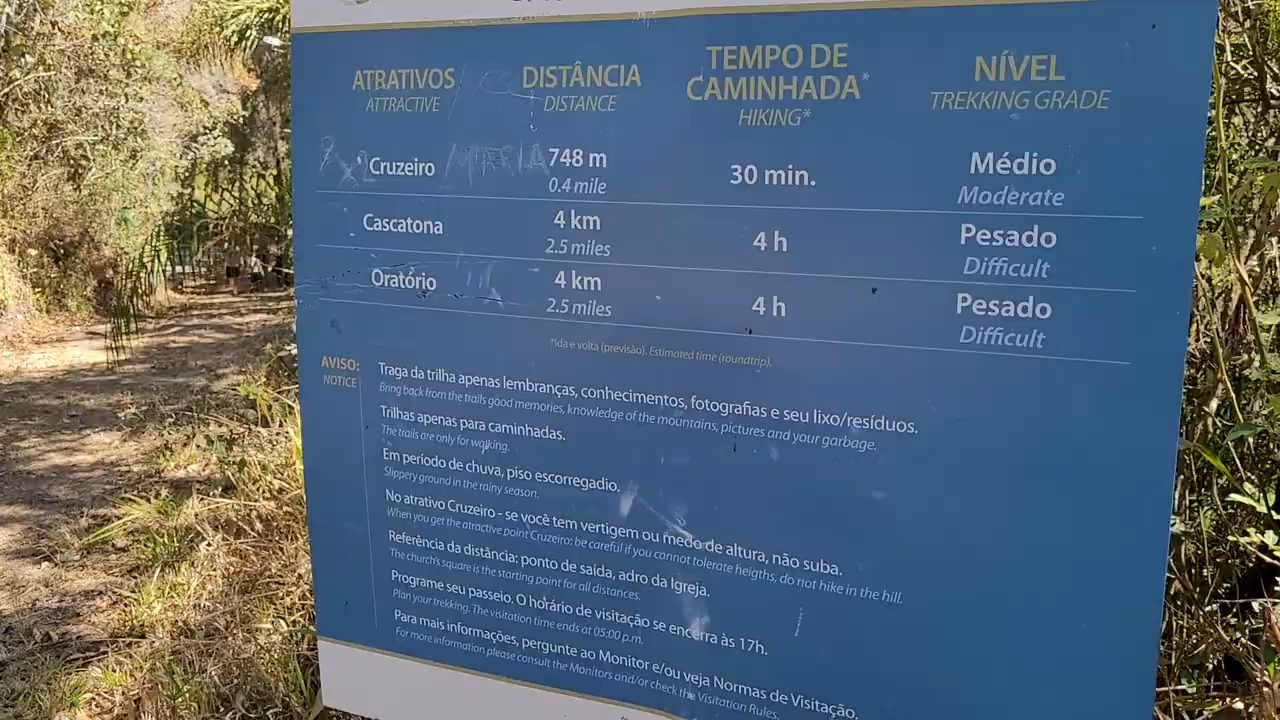 ATRATIVOS DISTÂNCIA TEMPO DE CAMINHADA* NÍVEL
ATTRACTIVE DISTANCE HIKING* TREKKING GRADE
MARIA
Cruzeiro 748 m 30 min. Médio
0.4 mile Moderate
Cascatona 4 km 4 h Pesado
2.5 miles Difficult
Oratório 4 km 4 h Pesado
2.5 miles Difficult
*Ida e volta (previsão). Estimated time (roundtrip).
AVISO:
NOTICE
Traga da trilha apenas lembranças, conhecimentos, fotografias e seu lixo/resíduos.
Bring back from the trails good memories, knowledge of the mountains, pictures and your garbage.
Trilhas apenas para caminhadas.
The trails are only for walking.
Em período de chuva, piso escorregadio.
Slippery ground in the rainy season.
No atrativo Cruzeiro - se você tem vertigem ou medo de altura, não suba.
When you get the atractive point Cruzeiro: be careful if you cannot tolerate heigths, do not hike in the hill.
Referência da distância: ponto de saída, adro da Igreja.
The church's square is the starting point for all distances.
Programe seu passeio. O horário de visitação se encerra às 17h.
Plan your trekking. The visitation time ends at 05:00 p.m.
Para mais informações, pergunte ao Monitor e/ou veja Normas de Visitação.
For more information please consult the Monitors and/or check the Visitation Rules.